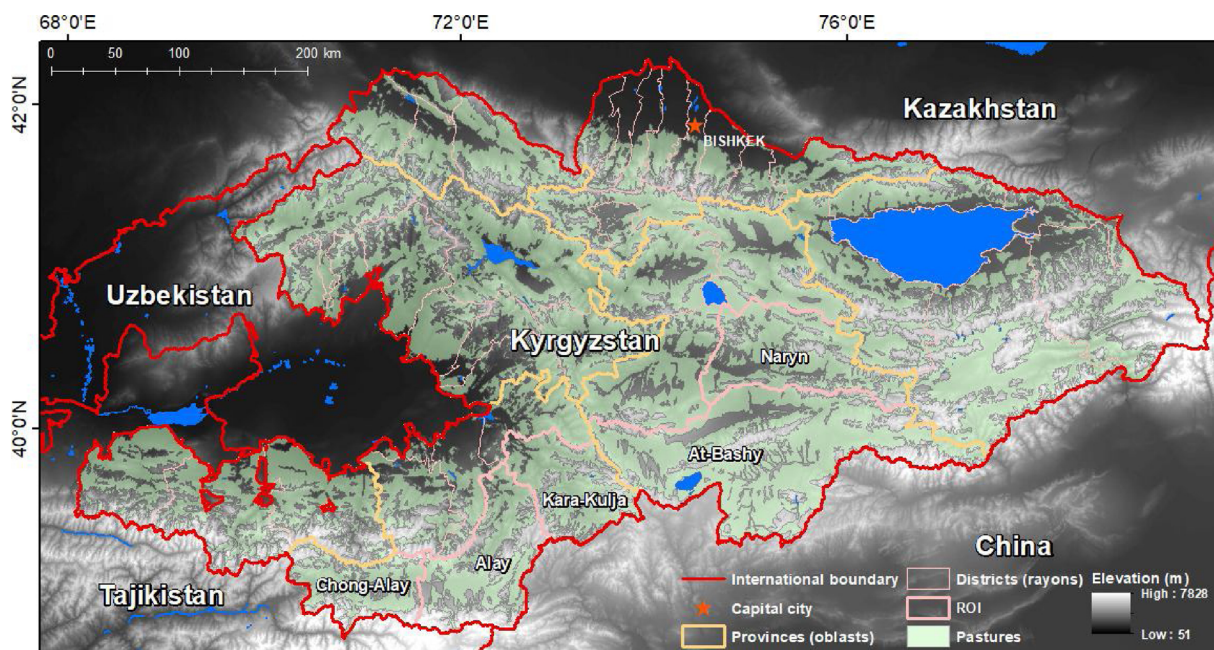 68°0'E 72°0'E 76°0'E
0 50 100 200 km
42°0'N
Kazakhstan
BISHKEK
Uzbekistan
Kyrgyzstan
Naryn
40°0'N
At-Bashy
Kara-Kulja
China
Alay
Chong-Alay
Tajikistan
International boundary
Capital city
Provinces (oblasts)
Districts (rayons)
ROI
Pastures
Elevation (m)
High : 7828
Low : 51